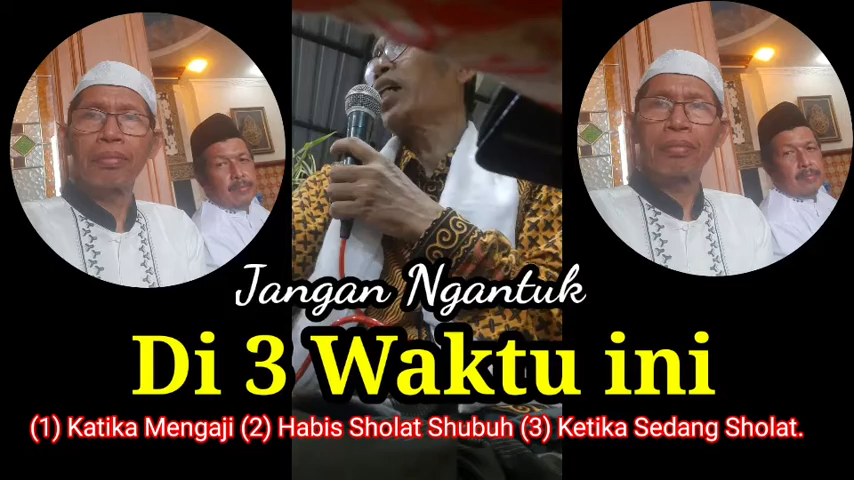 Jangan Ngantuk
Di 3 Waktu ini
(1) Katika Mengaji (2) Habis Sholat Shubuh (3) Ketika Sedang Sholat.